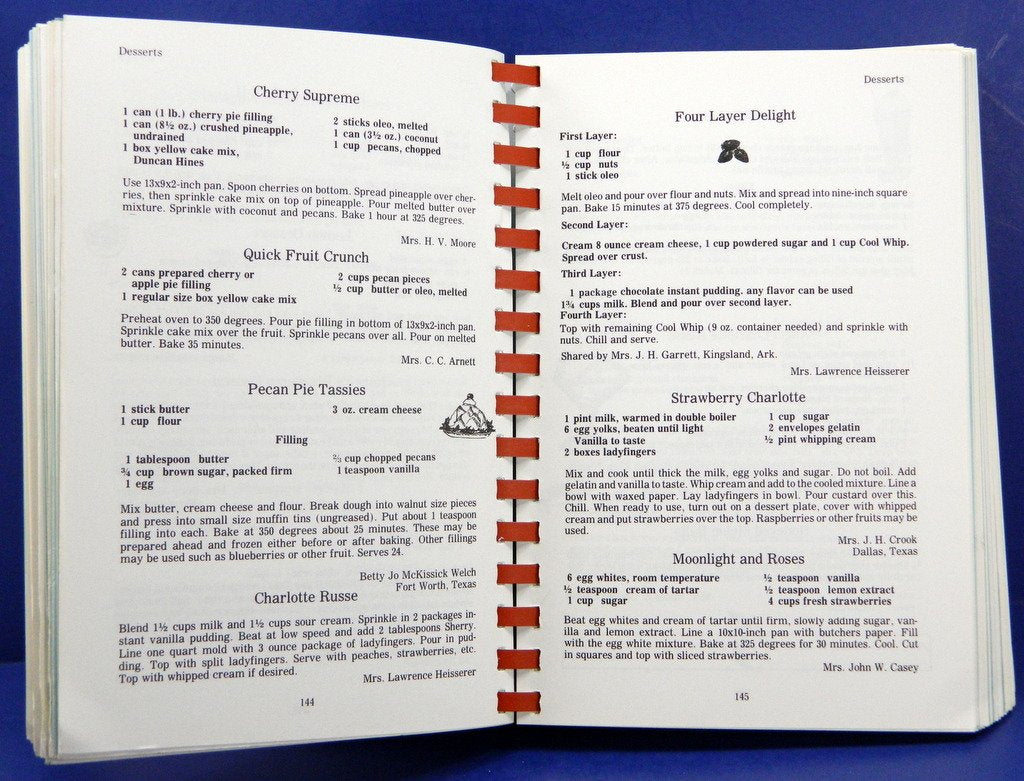 Desserts
Cherry Supreme
1 can (1 lb.) cherry pie filling
1 can (8½ oz.) crushed pineapple,
undrained
1 box yellow cake mix,
Duncan Hines
2 sticks oleo, melted
1 can (3½ oz.) coconut
1 cup pecans, chopped
Use 13x9x2-inch pan. Spoon cherries on bottom. Spread pineapple over cher-
ries, then sprinkle cake mix on top of pineapple. Pour melted butter over
mixture. Sprinkle with coconut and pecans. Bake 1 hour at 325 degrees.
Mrs. H. V. Moore
Quick Fruit Crunch
2 cans prepared cherry or
apple pie filling
1 regular size box yellow cake mix
2 cups pecan pieces
½ cup butter or oleo, melted
Preheat oven to 350 degrees. Pour pie filling in bottom of 13x9x2-inch pan.
Sprinkle cake mix over the fruit. Sprinkle pecans over all. Pour on melted
butter. Bake 35 minutes.
Mrs. C. C. Arnett
Pecan Pie Tassies
1 stick butter
1 cup flour
3 oz. cream cheese
Filling
1 tablespoon butter
¾ cup brown sugar, packed firm
1 egg
⅔ cup chopped pecans
1 teaspoon vanilla
Mix butter, cream cheese and flour. Break dough into walnut size pieces
and press into small size muffin tins (ungreased). Put about 1 teaspoon
filling into each. Bake at 350 degrees about 25 minutes. These may be
prepared ahead and frozen either before or after baking. Other fillings
may be used such as blueberries or other fruit. Serves 24.
Betty Jo McKissick Welch
Fort Worth, Texas
Charlotte Russe
Blend 1½ cups milk and 1½ cups sour cream. Sprinkle in 2 packages in-
stant vanilla pudding. Beat at low speed and add 2 tablespoons Sherry.
Line one quart mold with 3 ounce package of ladyfingers. Pour in pud-
ding. Top with split ladyfingers. Serve with peaches, strawberries, etc.
Top with whipped cream if desired.
Mrs. Lawrence Heisserer
144
Desserts
Four Layer Delight
First Layer:
1 cup flour
½ cup nuts
1 stick oleo
Melt oleo and pour over flour and nuts. Mix and spread into nine-inch square
pan. Bake 15 minutes at 375 degrees. Cool completely.
Second Layer:
Cream 8 ounce cream cheese, 1 cup powdered sugar and 1 cup Cool Whip.
Spread over crust.
Third Layer:
1 package chocolate instant pudding. any flavor can be used
1¾ cups milk. Blend and pour over second layer.
Fourth Layer:
Top with remaining Cool Whip (9 oz. container needed) and sprinkle with
nuts. Chill and serve.
Shared by Mrs. J. H. Garrett, Kingsland, Ark.
Mrs. Lawrence Heisserer
Strawberry Charlotte
1 pint milk, warmed in double boiler
6 egg yolks, beaten until light
Vanilla to taste
2 boxes ladyfingers
1 cup sugar
2 envelopes gelatin
½ pint whipping cream
Mix and cook until thick the milk, egg yolks and sugar. Do not boil. Add
gelatin and vanilla to taste. Whip cream and add to the cooled mixture. Line a
bowl with waxed paper. Lay ladyfingers in bowl. Pour custard over this.
Chill. When ready to use, turn out on a dessert plate, cover with whipped
cream and put strawberries over the top. Raspberries or other fruits may be
used.
Mrs. J. H. Crook
Dallas, Texas
Moonlight and Roses
6 egg whites, room temperature
½ teaspoon cream of tartar
1 cup sugar
½ teaspoon vanilla
½ teaspoon lemon extract
4 cups fresh strawberries
Beat egg whites and cream of tartar until firm, slowly adding sugar, van-
illa and lemon extract. Line a 10x10-inch pan with butchers paper. Fill
with the egg white mixture. Bake at 325 degrees for 30 minutes. Cool. Cut
in squares and top with sliced strawberries.
Mrs. John W. Casey
145